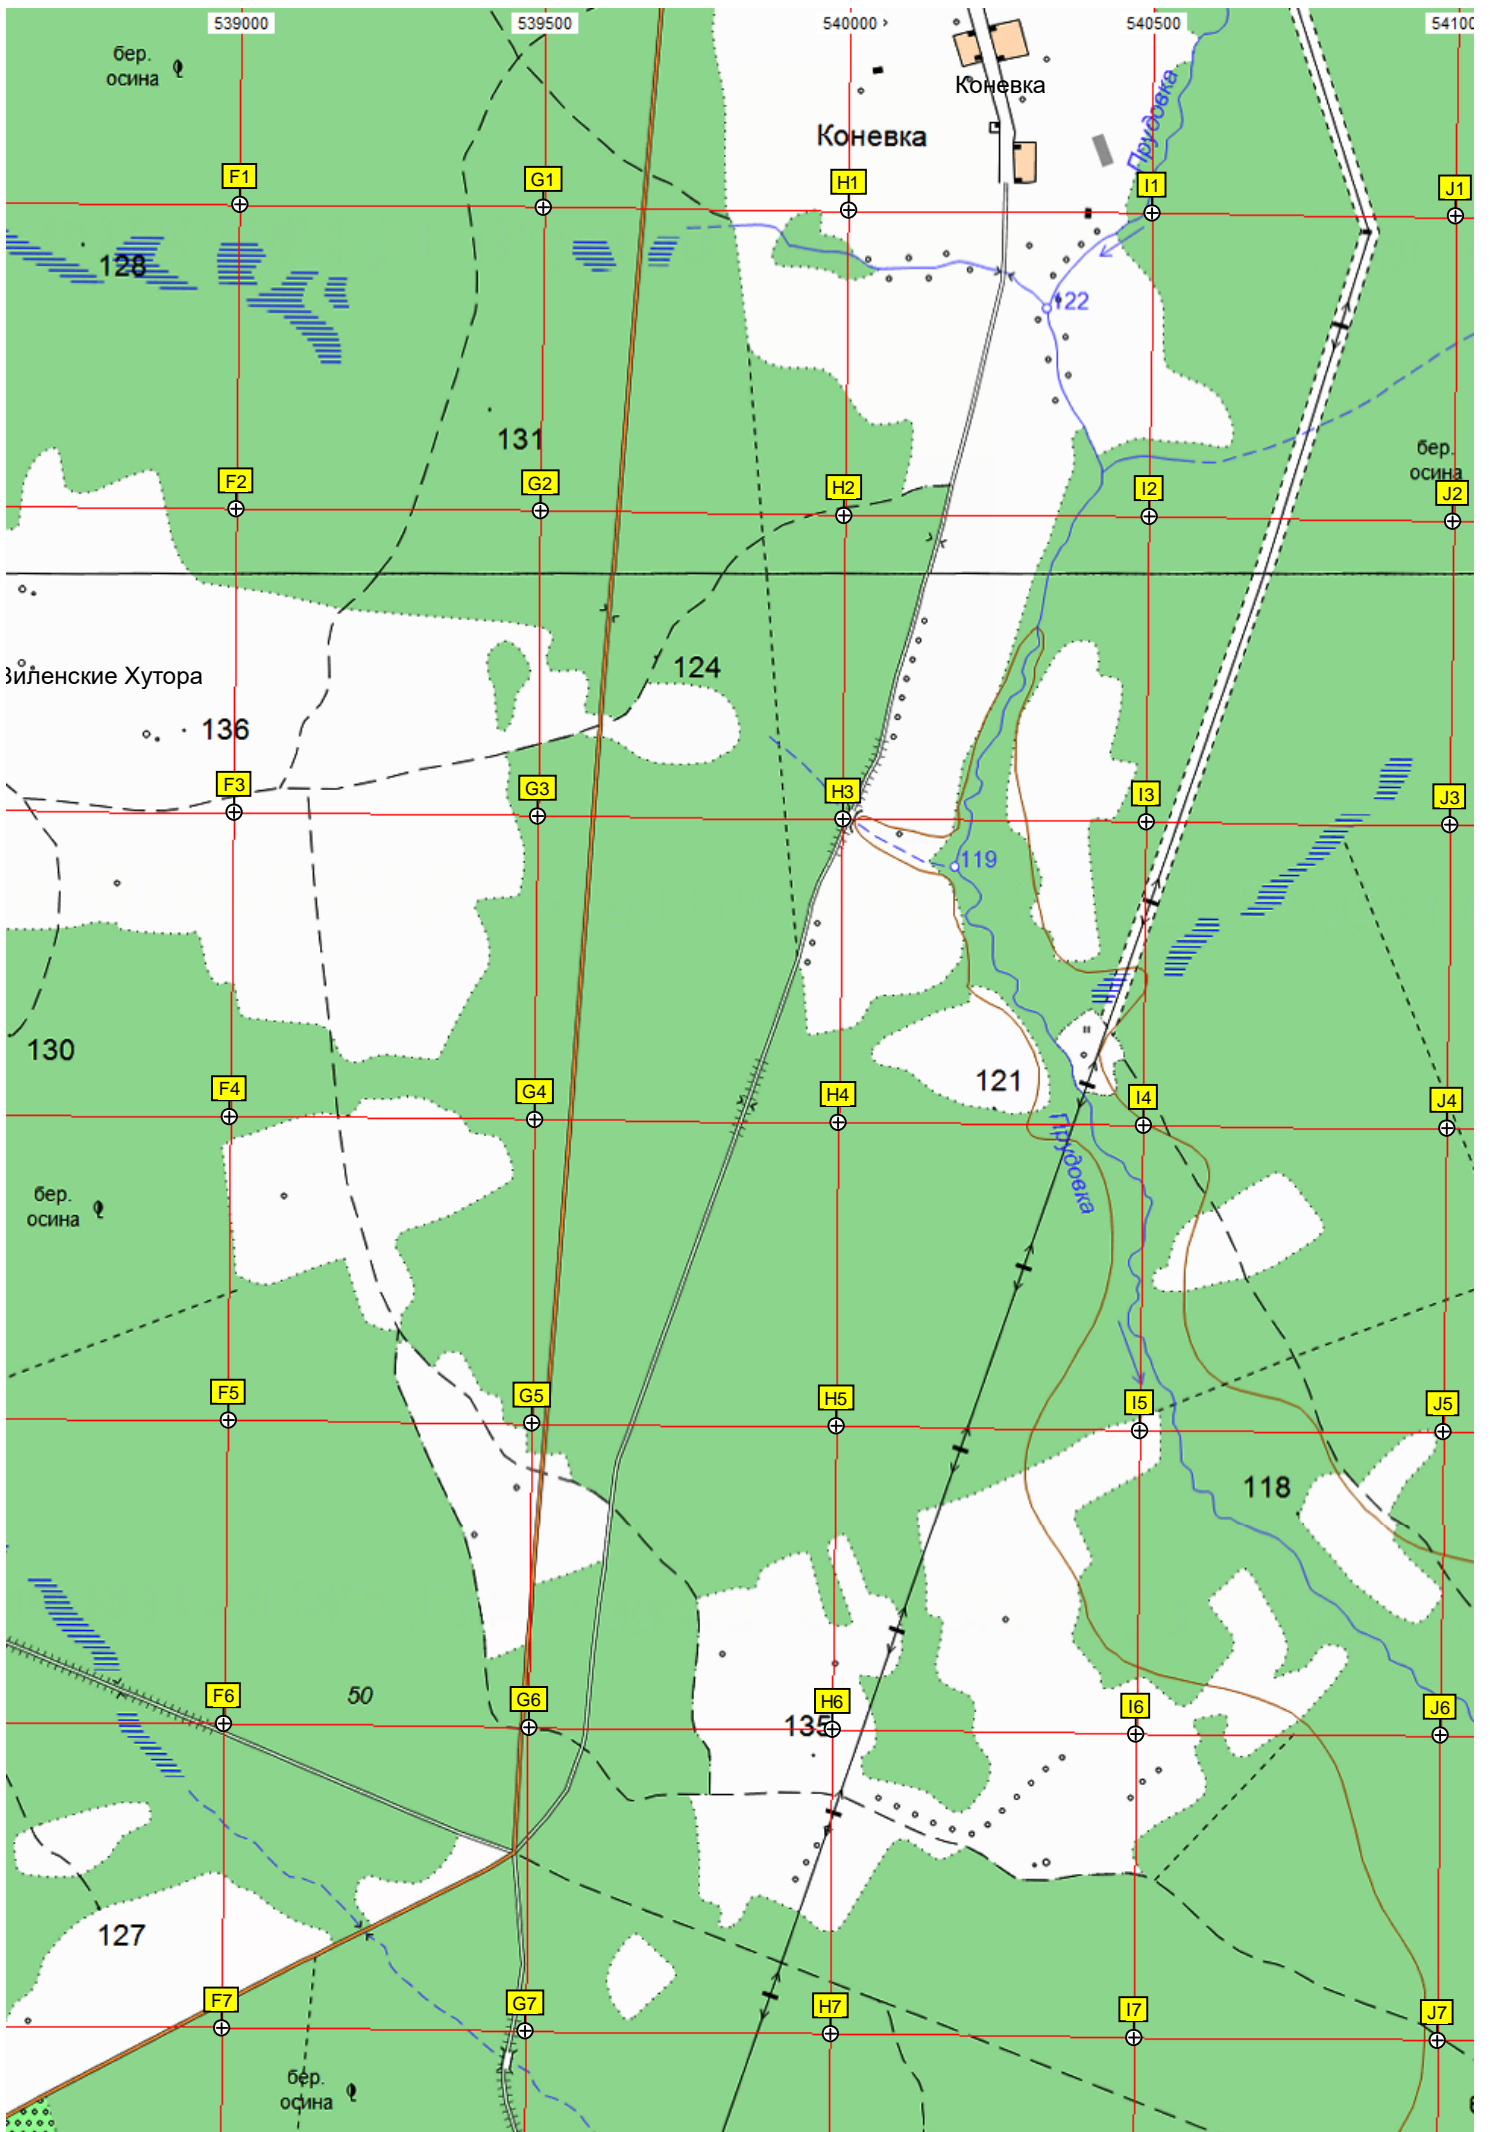 539000
539500
540000
540500
54100
бер.
осина
Коневка
Коневка
Прудовка
F1
G1
H1
I1
J1
128
122
131
бер.
осина
F2
G2
H2
I2
J2
124
Виленские Хутора
136
F3
G3
H3
I3
J3
119
130
121
F4
G4
H4
I4
J4
Прудовка
бер.
осина
F5
G5
H5
I5
J5
118
50
F6
G6
H6
I6
J6
135
127
F7
G7
H7
I7
J7
бер.
осина